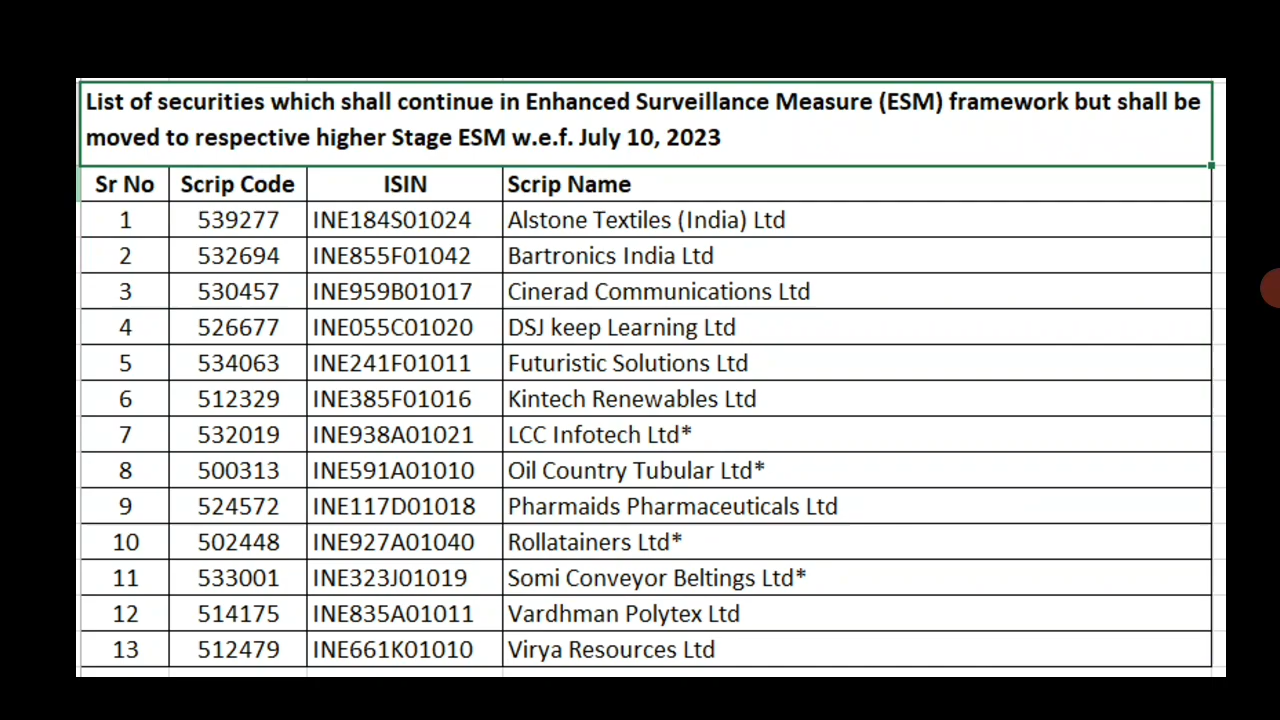 List of securities which shall continue in Enhanced Surveillance Measure (ESM) framework but shall be
moved to respective higher Stage ESM w.e.f. July 10, 2023
Sr No Scrip Code ISIN Scrip Name
1 539277 INE184S01024 Alstone Textiles (India) Ltd
2 532694 INE855F01042 Bartronics India Ltd
3 530457 INE959B01017 Cinerad Communications Ltd
4 526677 INE055C01020 DSJ keep Learning Ltd
5 534063 INE241F01011 Futuristic Solutions Ltd
6 512329 INE385F01016 Kintech Renewables Ltd
7 532019 INE938A01021 LCC Infotech Ltd*
8 500313 INE591A01010 Oil Country Tubular Ltd*
9 524572 INE117D01018 Pharmaids Pharmaceuticals Ltd
10 502448 INE927A01040 Rollatainers Ltd*
11 533001 INE323J01019 Somi Conveyor Beltings Ltd*
12 514175 INE835A01011 Vardhman Polytex Ltd
13 512479 INE661K01010 Virya Resources Ltd